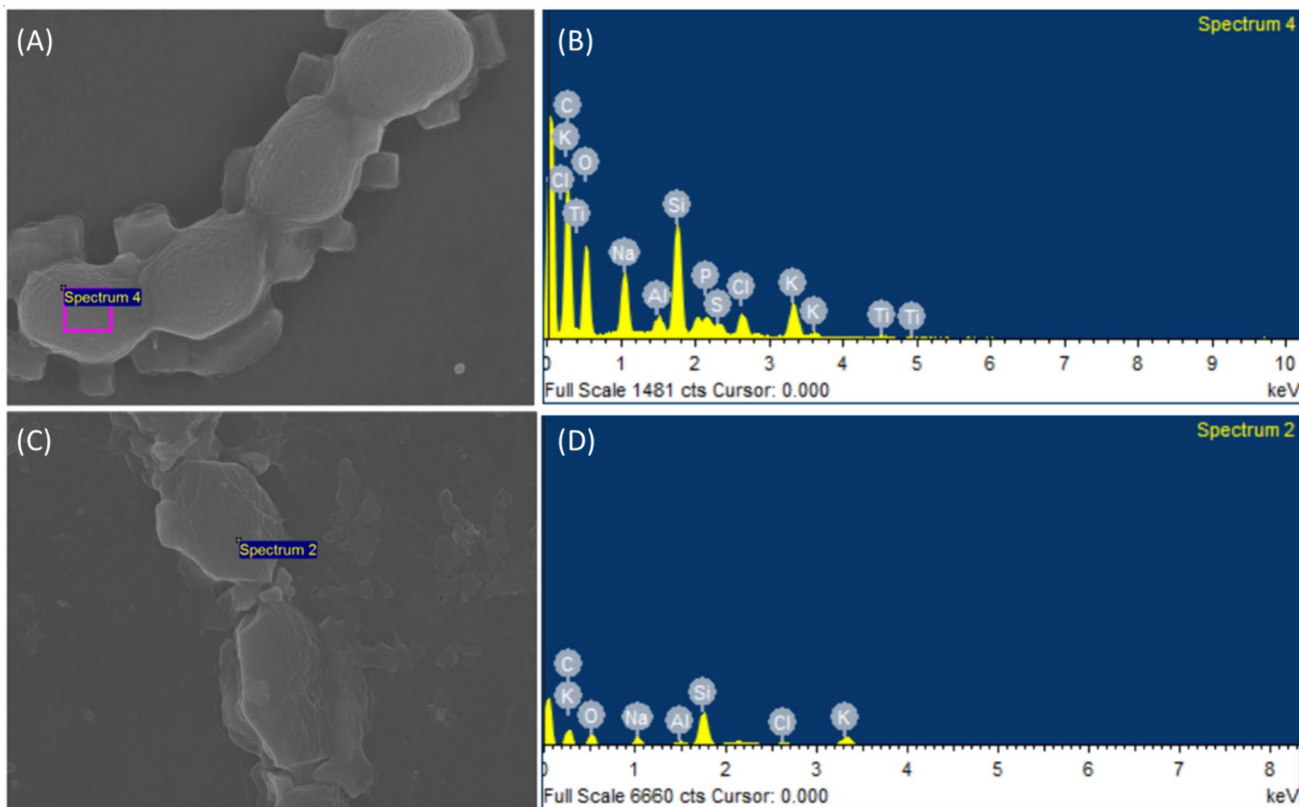 (A)
Spectrum 4
(B)
Spectrum 4
C
K
O
Cl
Ti
Na
Al
Si
P
S
Cl
K
K
Ti
Ti
0 1 2 3 4 5 6 7 8 9 10
Full Scale 1481 cts Cursor: 0.000 keV
(C)
Spectrum 2
(D)
Spectrum 2
C
K
O
Na
Al
Si
Cl
K
0 1 2 3 4 5 6 7 8
Full Scale 6660 cts Cursor: 0.000 keV